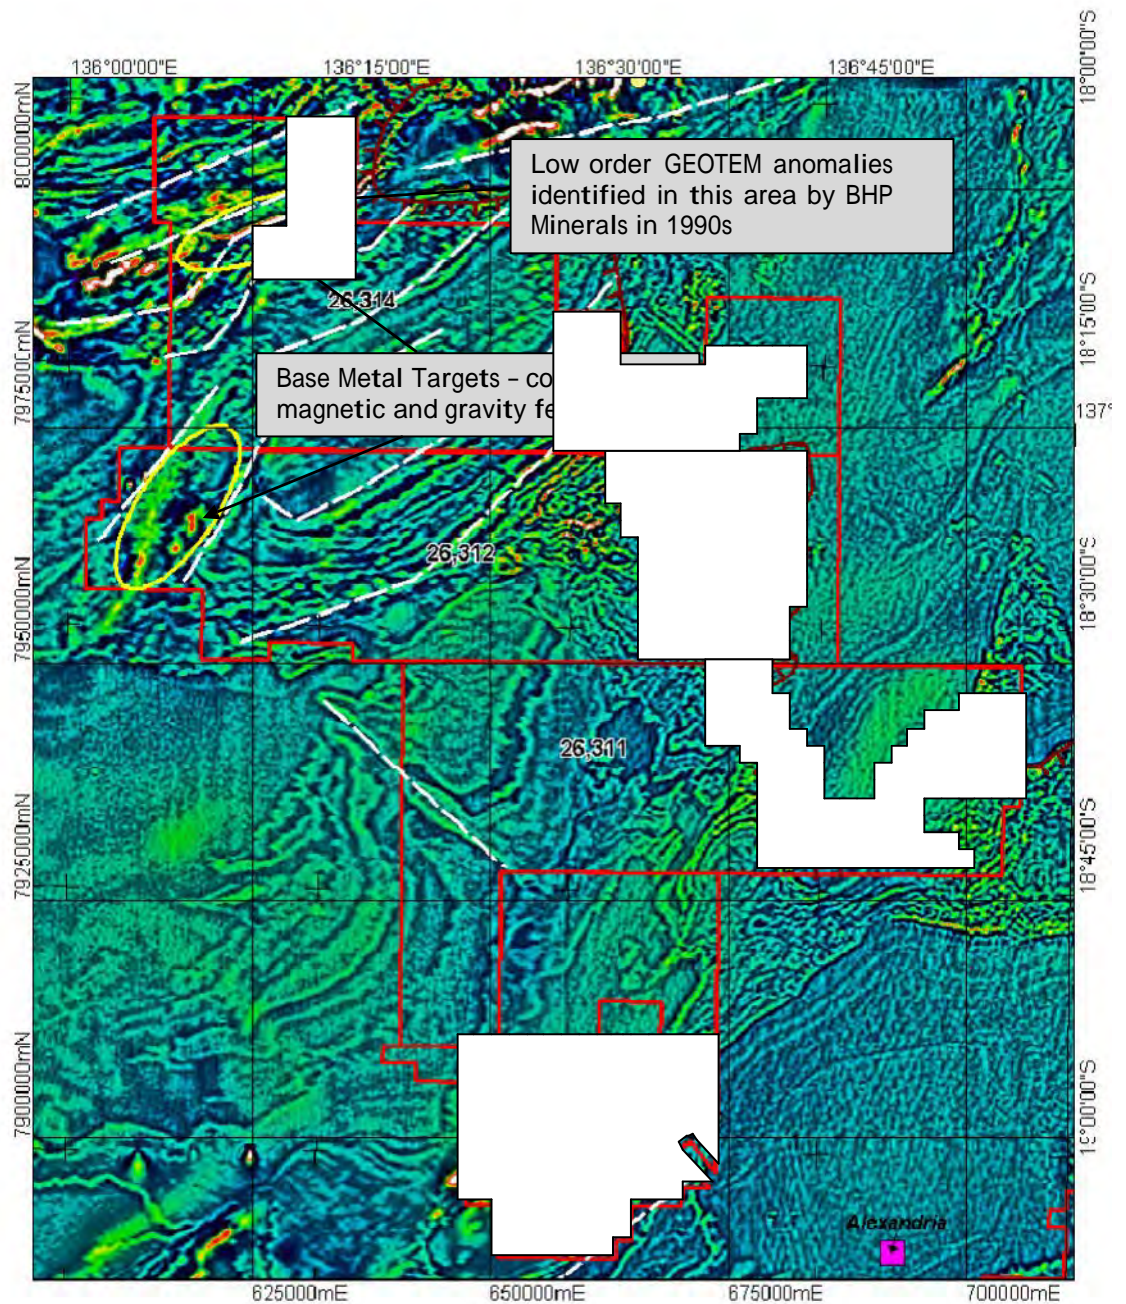 136°00'00"E 136°15'00"E 136°30'00"E 136°45'00"E
18°00'00"S
8000000mN
Low order GEOTEM anomalies
identified in this area by BHP
Minerals in 1990s
26,314
18°15'00"S
7975000mN
Base Metal Targets – co
magnetic and gravity fe
137°
26,312
18°30'00"S
7950000mN
26,311
18°45'00"S
7925000mN
7900000mN
Alexandria
625000mE 650000mE 675000mE 700000mE